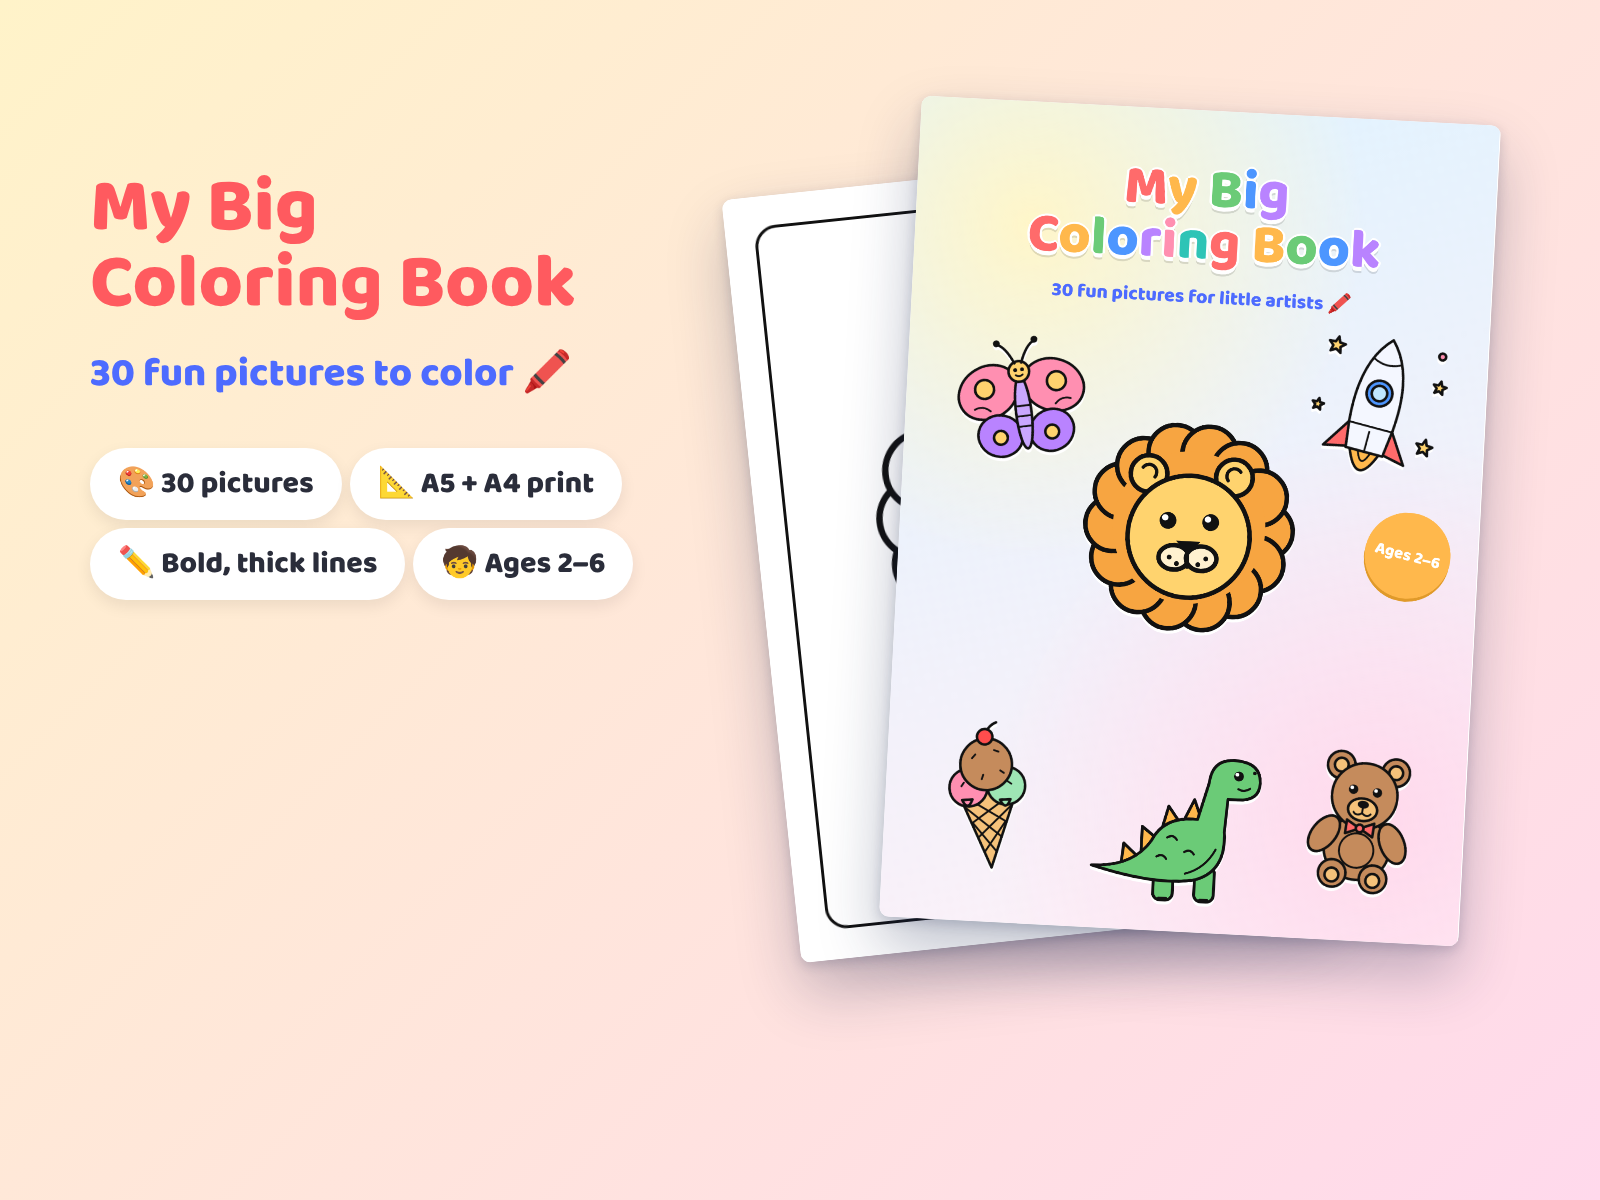 My Big
Coloring Book
30 fun pictures to color 🖍️
🎨 30 pictures
📐 A5 + A4 print
✏️ Bold, thick lines
🧒 Ages 2–6
My Big
Coloring Book
30 fun pictures for little artists 🖍️
Ages 2–6